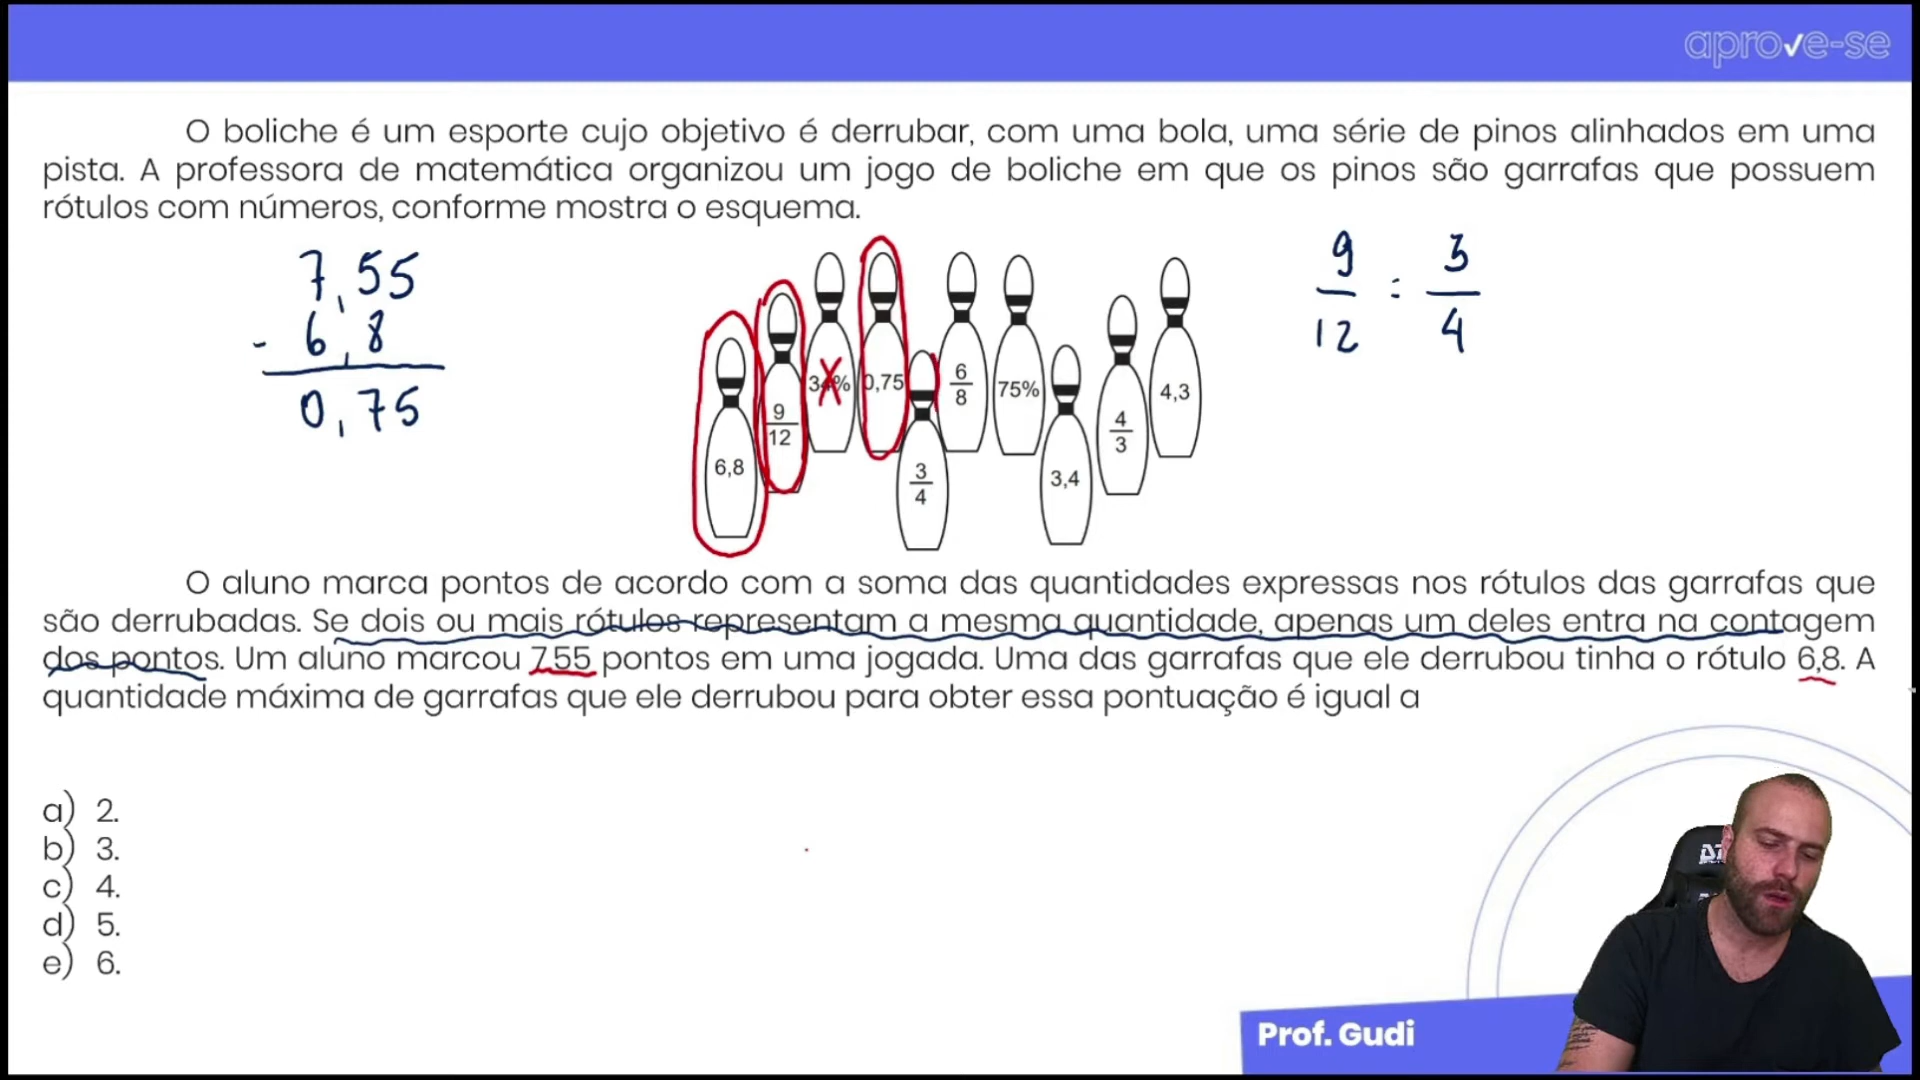 aprove-se
O boliche é um esporte cujo objetivo é derrubar, com uma bola, uma série de pinos alinhados em uma
pista. A professora de matemática organizou um jogo de boliche em que os pinos são garrafas que possuem
rótulos com números, conforme mostra o esquema.
7,55
- 6,8
0,75
6,8
9/12
34%
0,75
3/4
6/8
75%
3,4
4/3
4,3
9/12 = 3/4
O aluno marca pontos de acordo com a soma das quantidades expressas nos rótulos das garrafas que
são derrubadas. Se dois ou mais rótulos representam a mesma quantidade, apenas um deles entra na contagem
dos pontos. Um aluno marcou 7,55 pontos em uma jogada. Uma das garrafas que ele derrubou tinha o rótulo 6,8. A
quantidade máxima de garrafas que ele derrubou para obter essa pontuação é igual a
a) 2.
b) 3.
c) 4.
d) 5.
e) 6.
Prof. Gudi